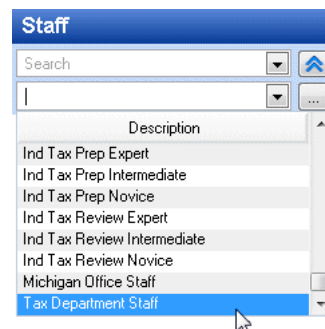 Staff
Search
...
Description
Ind Tax Prep Expert
Ind Tax Prep Intermediate
Ind Tax Prep Novice
Ind Tax Review Expert
Ind Tax Review Intermediate
Ind Tax Review Novice
Michigan Office Staff
Tax Department Staff